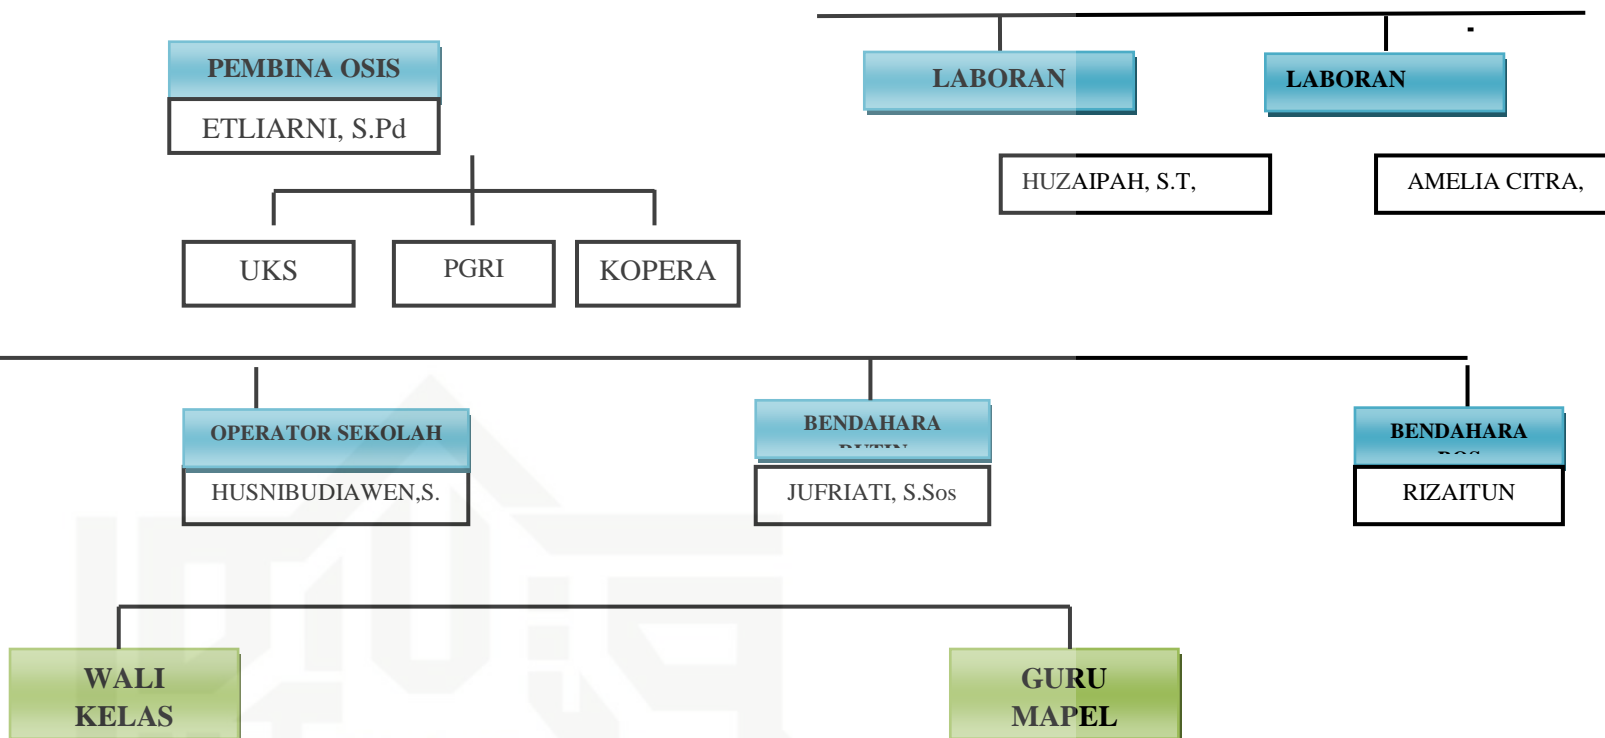 PEMBINA OSIS
ETLIARNI, S.Pd
UKS
PGRI
KOPERA
LABORAN
LABORAN
HUZAIPAH, S.T,
AMELIA CITRA,
OPERATOR SEKOLAH
HUSNIBUDIAWEN,S.
BENDAHARA
JUFRIATI, S.Sos
BENDAHARA
RIZAITUN
WALI
KELAS
GURU
MAPEL